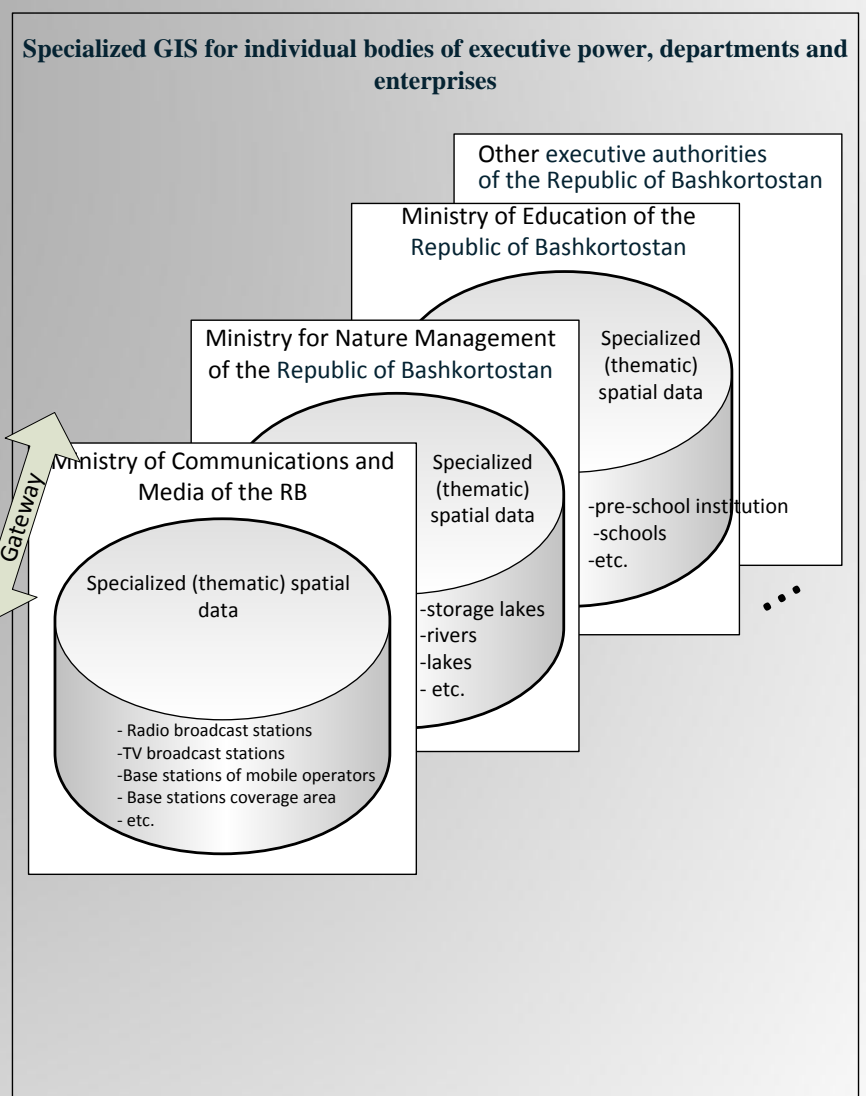 Specialized GIS for individual bodies of executive power, departments and
enterprises
Other executive authorities
of the Republic of Bashkortostan
Ministry of Education of the
Republic of Bashkortostan
Specialized
(thematic)
spatial data
-pre-school institution
-schools
-etc.
Ministry for Nature Management
of the Republic of Bashkortostan
Specialized
(thematic)
spatial data
-storage lakes
-rivers
-lakes
- etc.
Gateway
Ministry of Communications and
Media of the RB
Specialized (thematic) spatial
data
- Radio broadcast stations
-TV broadcast stations
-Base stations of mobile operators
- Base stations coverage area
- etc.
...